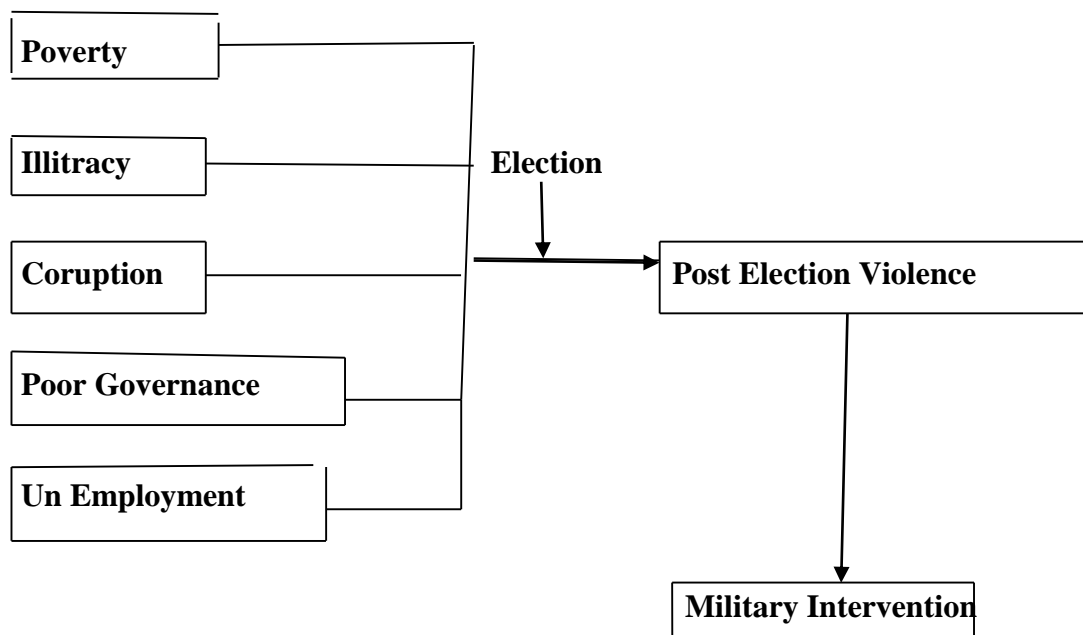 Poverty
Illitracy
Election
Coruption
Post Election Violence
Poor Governance
Un Employment
Military Intervention